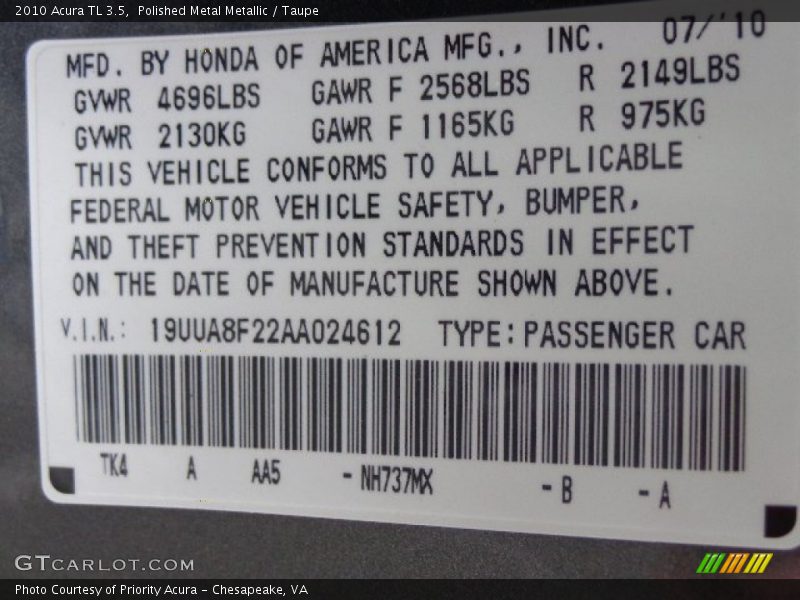 2010 Acura TL 3.5, Polished Metal Metallic / Taupe
07/'10
MFD. BY HONDA OF AMERICA MFG., INC.
GVWR 4696LBS GAWR F 2568LBS R 2149LBS
GVWR 2130KG GAWR F 1165KG R 975KG
THIS VEHICLE CONFORMS TO ALL APPLICABLE
FEDERAL MOTOR VEHICLE SAFETY, BUMPER,
AND THEFT PREVENTION STANDARDS IN EFFECT
ON THE DATE OF MANUFACTURE SHOWN ABOVE.
V.I.N.: 19UUA8F22AA024612 TYPE: PASSENGER CAR
TK4 A AA5 -NH737MX -B -A
GTCARLOT.COM
Photo Courtesy of Priority Acura – Chesapeake, VA